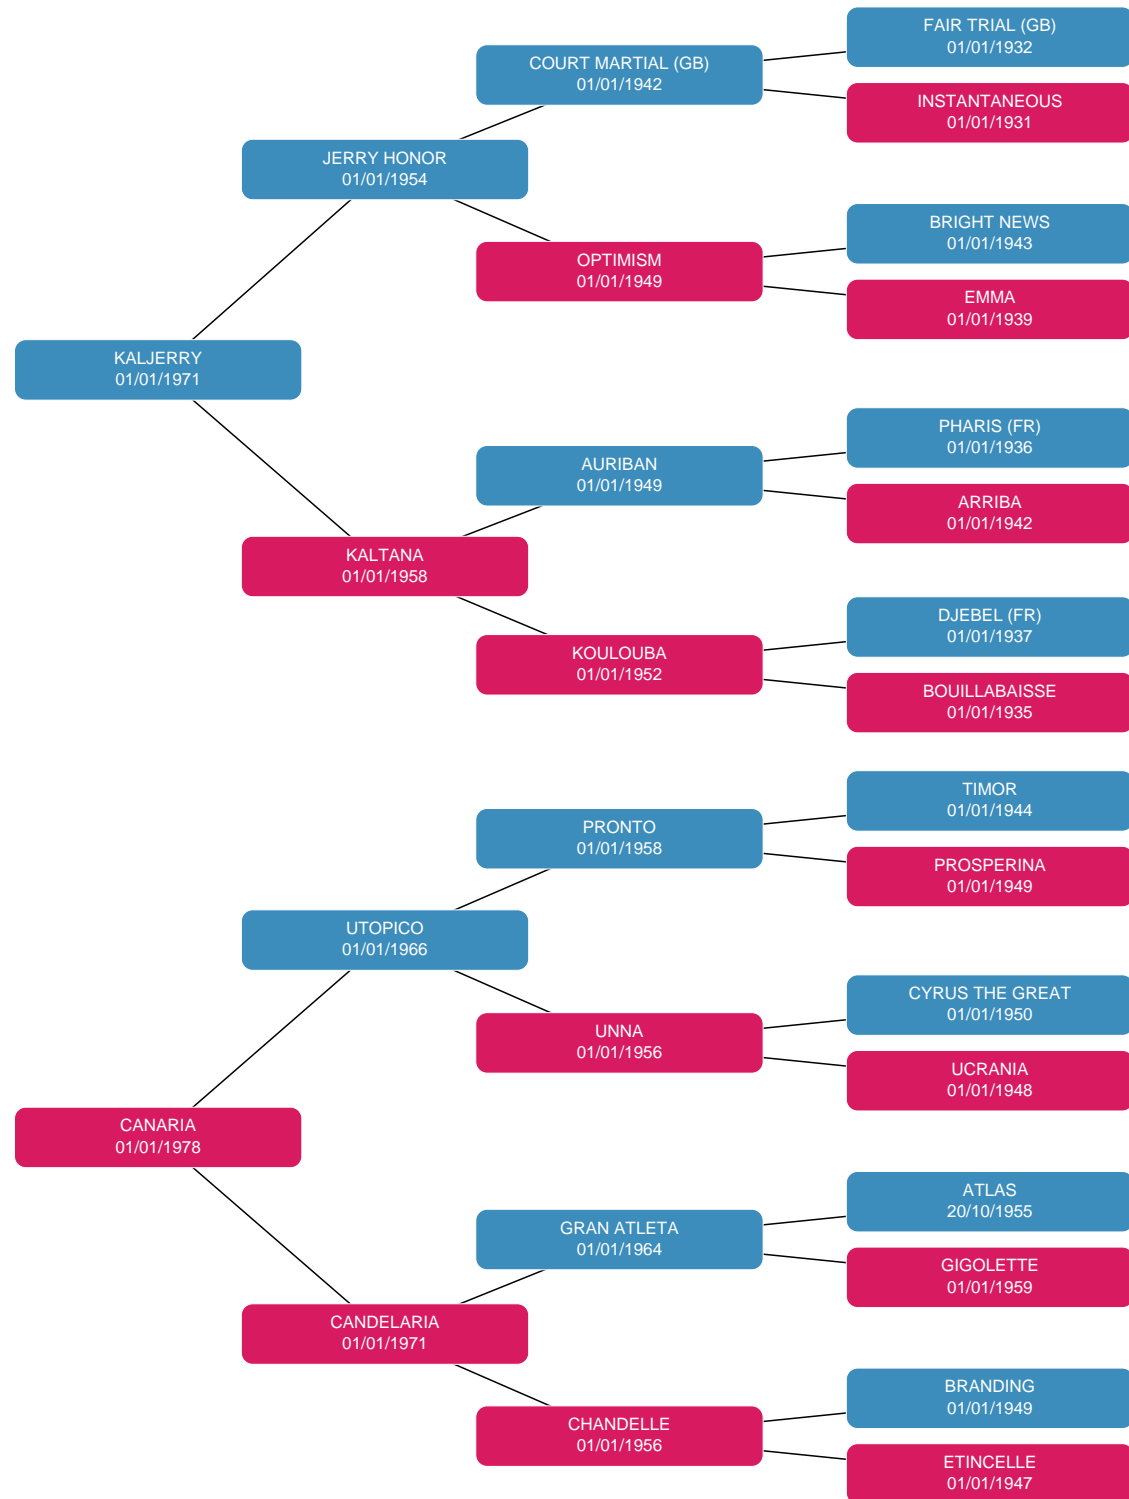 FAIR TRIAL (GB)
01/01/1932
COURT MARTIAL (GB)
01/01/1942
INSTANTANEOUS
01/01/1931
JERRY HONOR
01/01/1954
BRIGHT NEWS
01/01/1943
OPTIMISM
01/01/1949
EMMA
01/01/1939
KALJERRY
01/01/1971
PHARIS (FR)
01/01/1936
AURIBAN
01/01/1949
ARRIBA
01/01/1942
KALTANA
01/01/1958
DJEBEL (FR)
01/01/1937
KOULOUBA
01/01/1952
BOUILLABAISSE
01/01/1935
TIMOR
01/01/1944
PRONTO
01/01/1958
PROSPERINA
01/01/1949
UTOPICO
01/01/1966
CYRUS THE GREAT
01/01/1950
UNNA
01/01/1956
UCRANIA
01/01/1948
CANARIA
01/01/1978
ATLAS
20/10/1955
GRAN ATLETA
01/01/1964
GIGOLETTE
01/01/1959
CANDELARIA
01/01/1971
BRANDING
01/01/1949
CHANDELLE
01/01/1956
ETINCELLE
01/01/1947